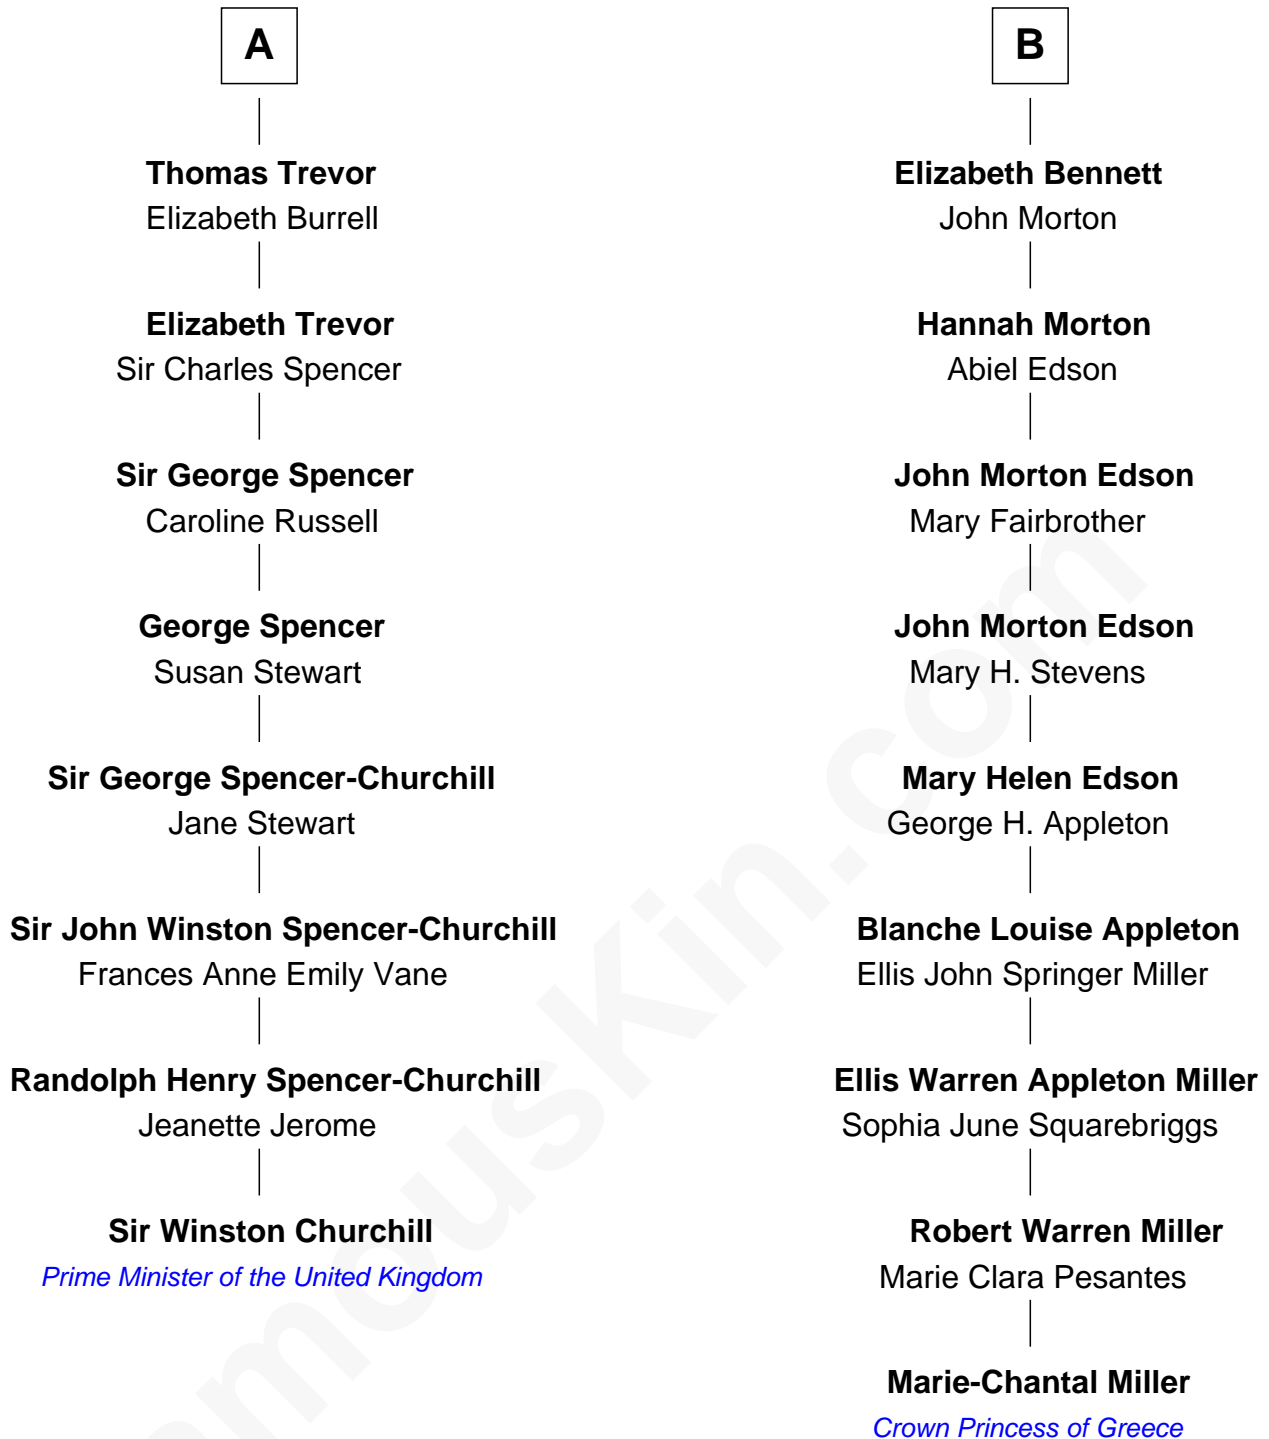 A
Thomas Trevor
Elizabeth Burrell
Elizabeth Trevor
Sir Charles Spencer
Sir George Spencer
Caroline Russell
George Spencer
Susan Stewart
Sir George Spencer-Churchill
Jane Stewart
Sir John Winston Spencer-Churchill
Frances Anne Emily Vane
Randolph Henry Spencer-Churchill
Jeanette Jerome
Sir Winston Churchill
Prime Minister of the United Kingdom
B
Elizabeth Bennett
John Morton
Hannah Morton
Abiel Edson
John Morton Edson
Mary Fairbrother
John Morton Edson
Mary H. Stevens
Mary Helen Edson
George H. Appleton
Blanche Louise Appleton
Ellis John Springer Miller
Ellis Warren Appleton Miller
Sophia June Squarebriggs
Robert Warren Miller
Marie Clara Pesantes
Marie-Chantal Miller
Crown Princess of Greece
amouskin.com